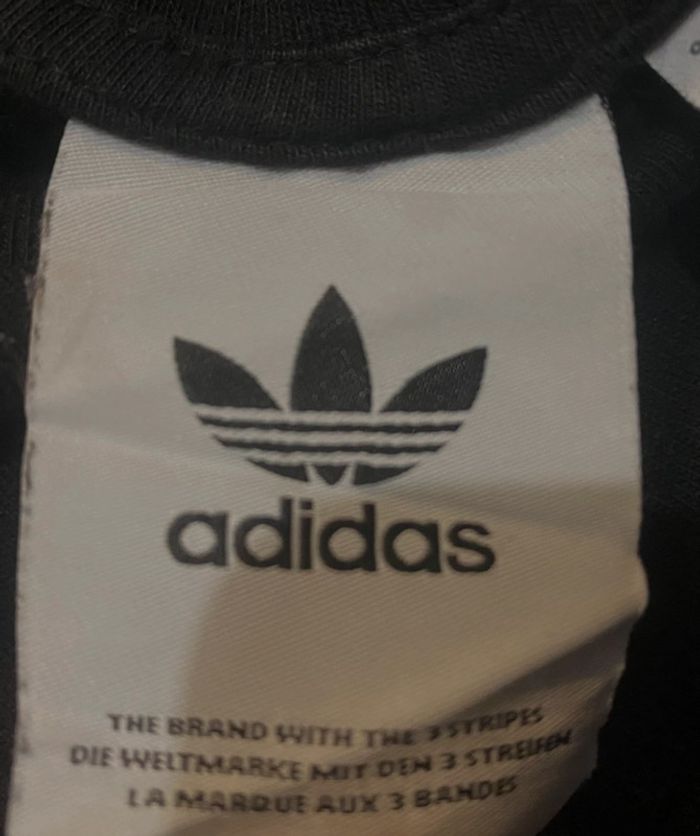 adidas
THE BRAND WITH THE 3 STRIPES
DIE WELTMARKE MIT DEN 3 STREIFEN
LA MARQUE AUX 3 BANDES